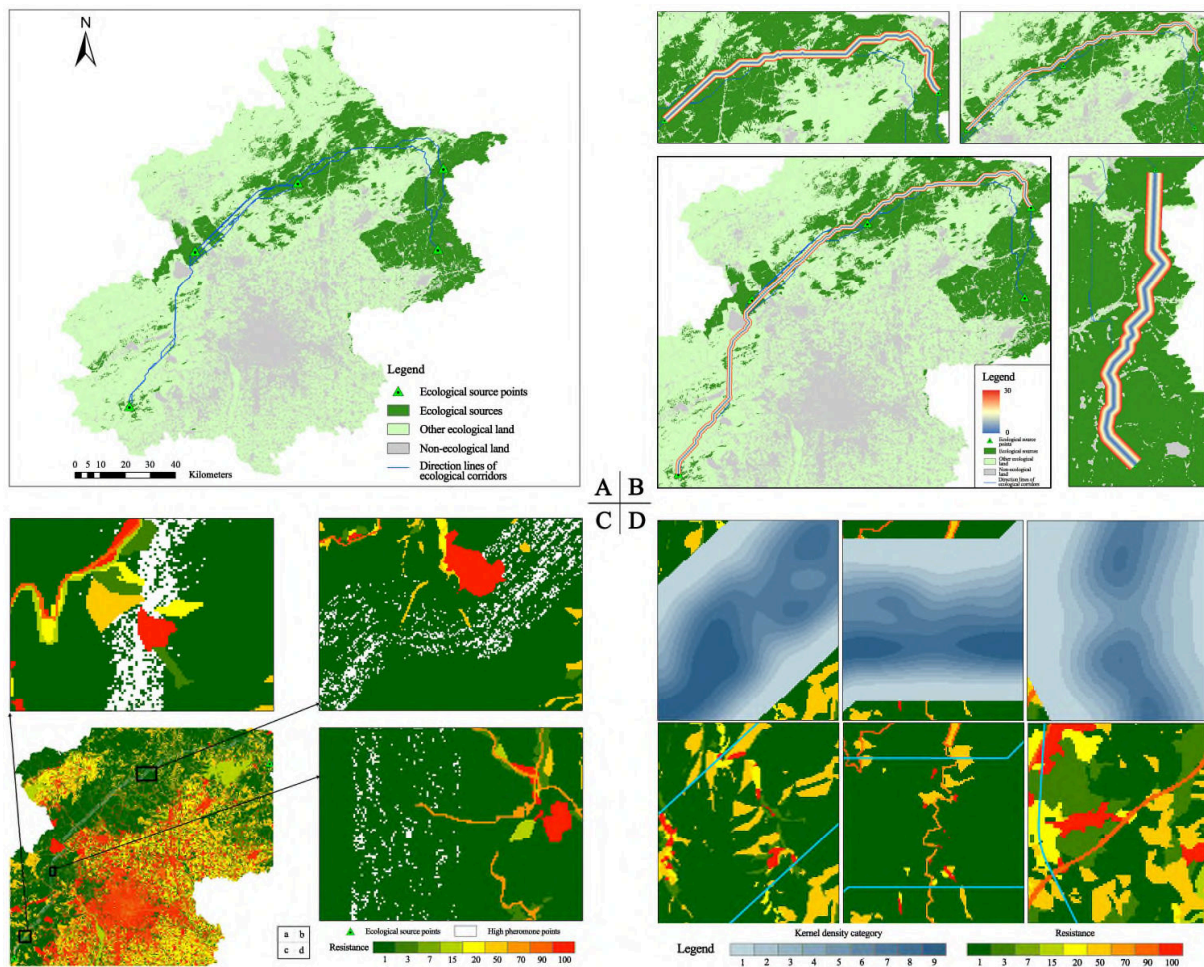 N
Legend
Ecological source points
Ecological sources
Other ecological land
Non-ecological land
Direction lines of
ecological corridors
0 5 10 20 30 40
Kilometers
Legend
30
0
Ecological source
points
Ecological sources
Other ecological
land
Non-ecological
land
Direction lines of
ecological corridors
A B
C D
a b
c d
Ecological source points
High pheromone points
Resistance
1 3 7 15 20 50 70 90 100
Kernel density category
Legend
1 2 3 4 5 6 7 8 9
Resistance
1 3 7 15 20 50 70 90 100